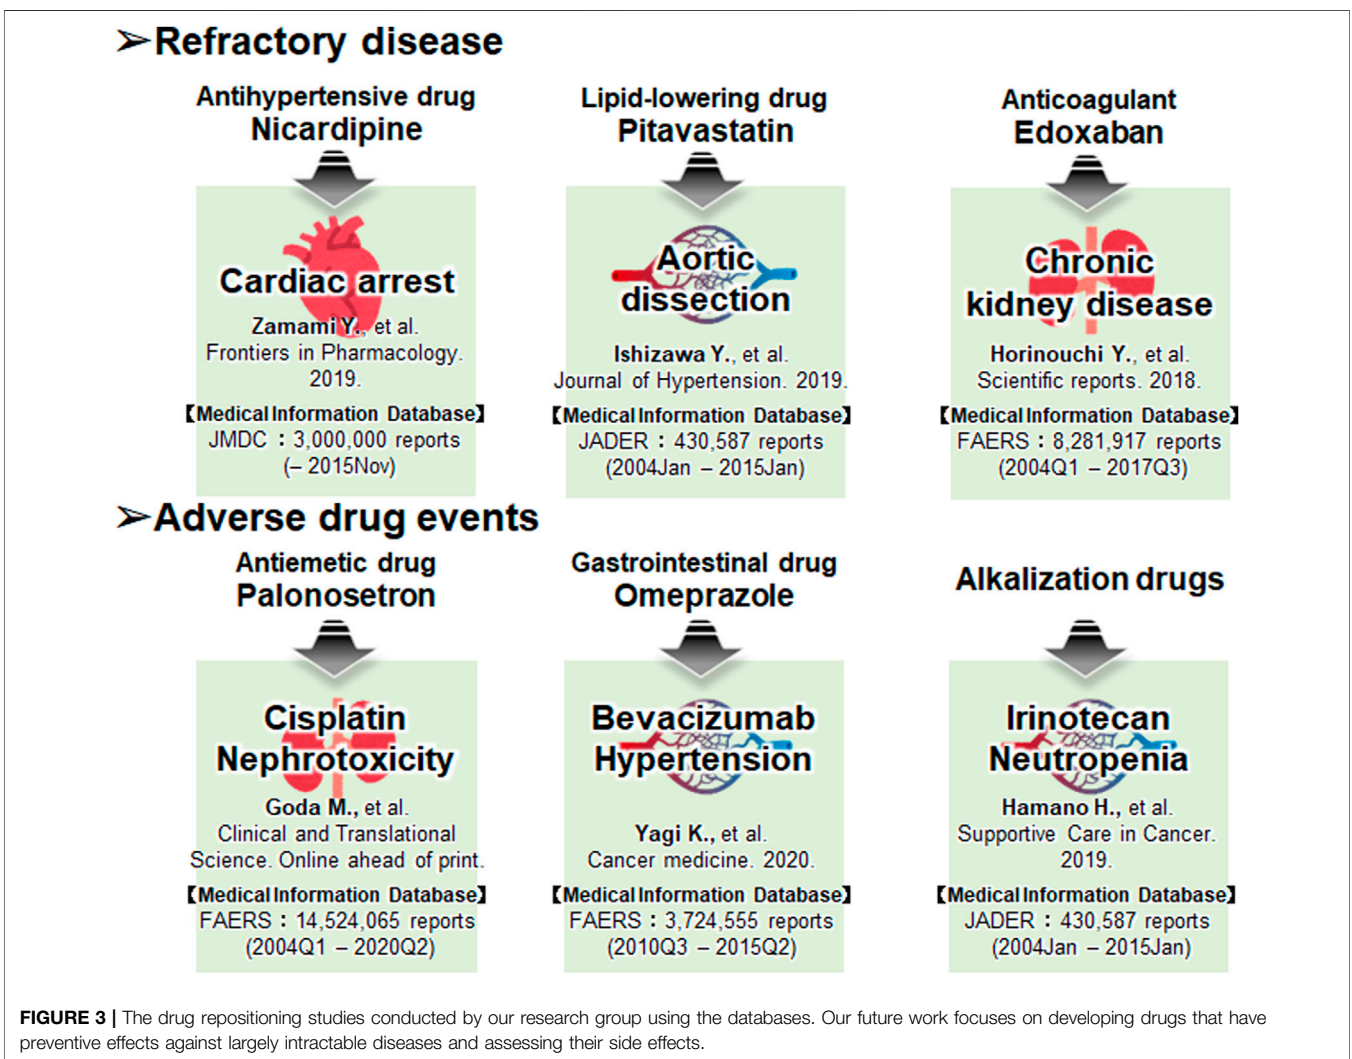 ➢Refractory disease
Antihypertensive drug
Nicardipine
Cardiac arrest
Zamami Y., et al.
Frontiers in Pharmacology.
2019.
【Medical Information Database】
JMDC：3,000,000 reports
(– 2015Nov)
Lipid-lowering drug
Pitavastatin
Aortic
dissection
Ishizawa Y., et al.
Journal of Hypertension. 2019.
【Medical Information Database】
JADER：430,587 reports
(2004Jan – 2015Jan)
Anticoagulant
Edoxaban
Chronic
kidney disease
Horinouchi Y., et al.
Scientific reports. 2018.
【Medical Information Database】
FAERS：8,281,917 reports
(2004Q1 – 2017Q3)
➢Adverse drug events
Antiemetic drug
Palonosetron
Cisplatin
Nephrotoxicity
Goda M., et al.
Clinical and Translational
Science. Online ahead of print.
【Medical Information Database】
FAERS：14,524,065 reports
(2004Q1 – 2020Q2)
Gastrointestinal drug
Omeprazole
Bevacizumab
Hypertension
Yagi K., et al.
Cancer medicine. 2020.
【Medical Information Database】
FAERS：3,724,555 reports
(2010Q3 – 2015Q2)
Alkalization drugs
Irinotecan
Neutropenia
Hamano H., et al.
Supportive Care in Cancer.
2019.
【Medical Information Database】
JADER：430,587 reports
(2004Jan – 2015Jan)
FIGURE 3 | The drug repositioning studies conducted by our research group using the databases. Our future work focuses on developing drugs that have
preventive effects against largely intractable diseases and assessing their side effects.